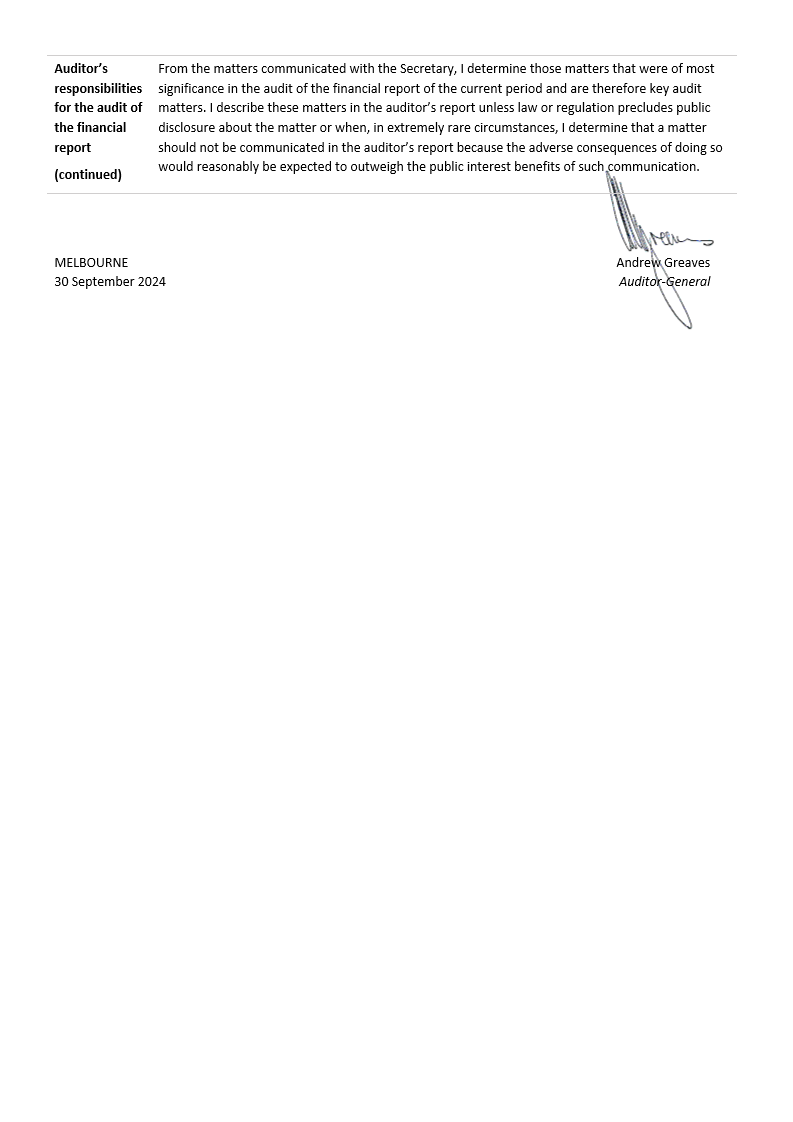 Auditor’s
responsibilities
for the audit of
the financial
report
(continued)
From the matters communicated with the Secretary, I determine those matters that were of most
significance in the audit of the financial report of the current period and are therefore key audit
matters. I describe these matters in the auditor’s report unless law or regulation precludes public
disclosure about the matter or when, in extremely rare circumstances, I determine that a matter
should not be communicated in the auditor’s report because the adverse consequences of doing so
would reasonably be expected to outweigh the public interest benefits of such communication.
MELBOURNE
30 September 2024
Andrew Greaves
Auditor-General